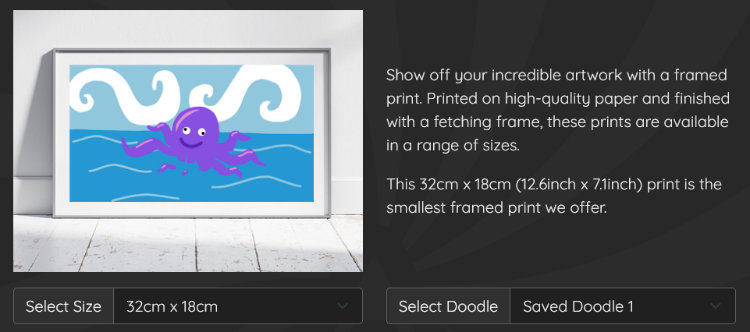 Show off your incredible artwork with a framed
print. Printed on high-quality paper and finished
with a fetching frame, these prints are available
in a range of sizes.
This 32cm x 18cm (12.6inch x 7.1inch) print is the
smallest framed print we offer.
Select Size
32cm x 18cm
Select Doodle
Saved Doodle 1